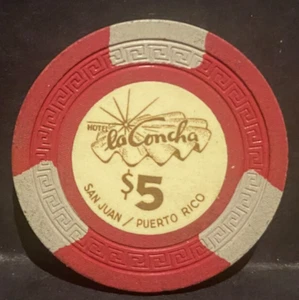 HOTEL
la Concha
$5
SAN JUAN / PUERTO RICO